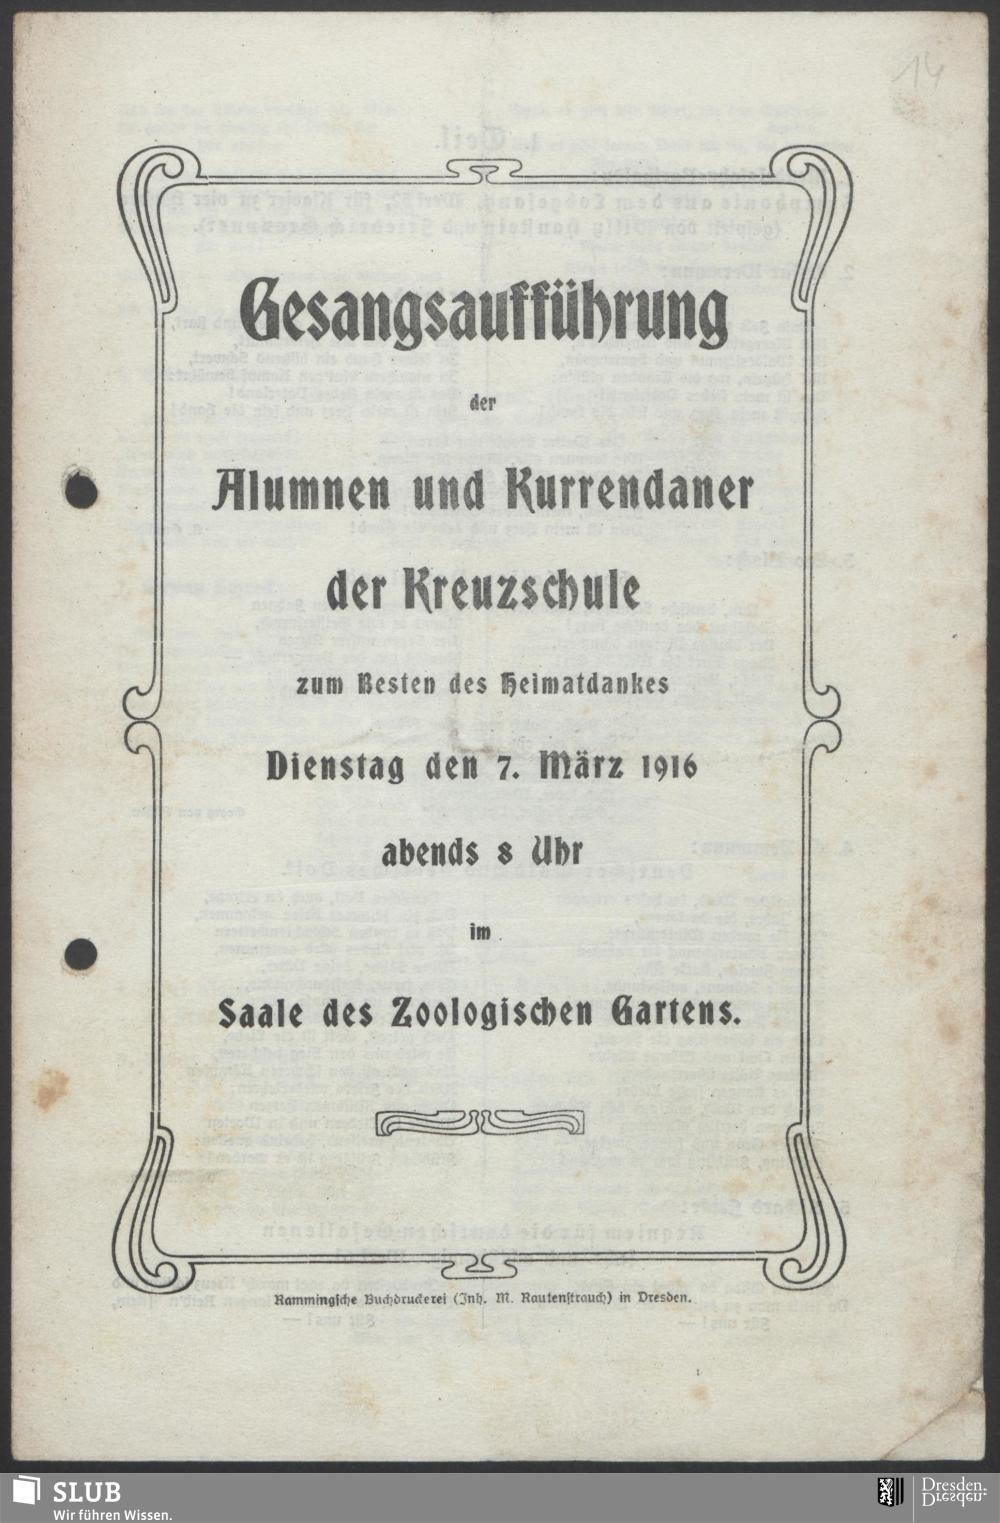 14
Gesangsaufführung
der
Alumnen und Kurrendaner
der Kreuzschule
zum Besten des Heimatdankes
Dienstag den 7. März 1916
abends 8 Uhr
im
Saale des Zoologischen Gartens.
Rammingsche Buchdruckerei (Inh. M. Rautenstrauch) in Dresden.
SLUB
Wir führen Wissen.
Dresden.
Dresden.